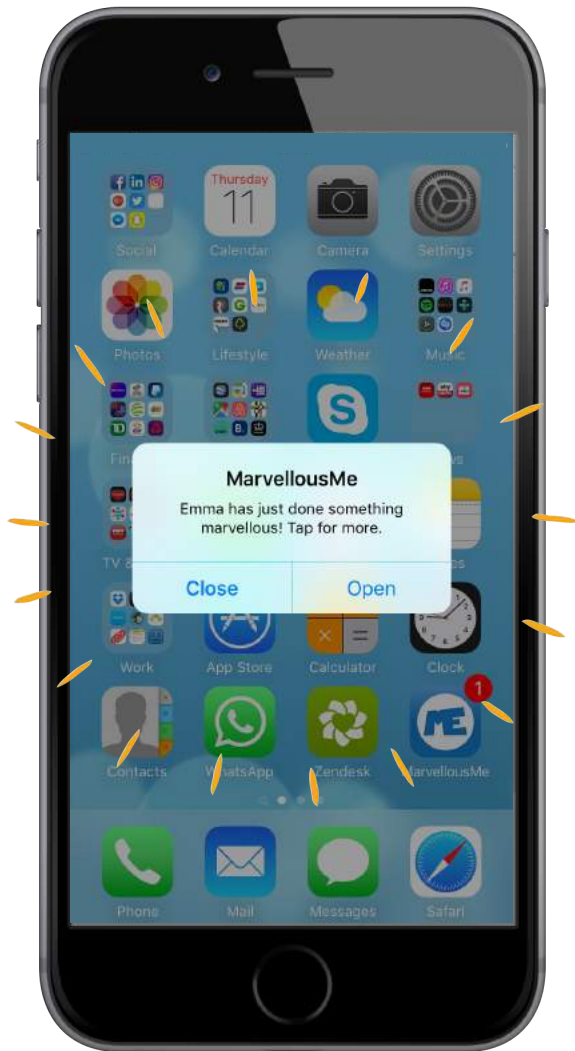 Thursday
11
Social
Calendar
Camera
Settings
Photos
Lifestyle
Weather
Music
MarvellousMe
Emma has just done something
marvellous! Tap for more.
Close
Open
Work
App Store
Calculator
Clock
1
ME
Contacts
WhatsApp
Zendesk
MarvellousMe
Phone
Mail
Messages
Safari